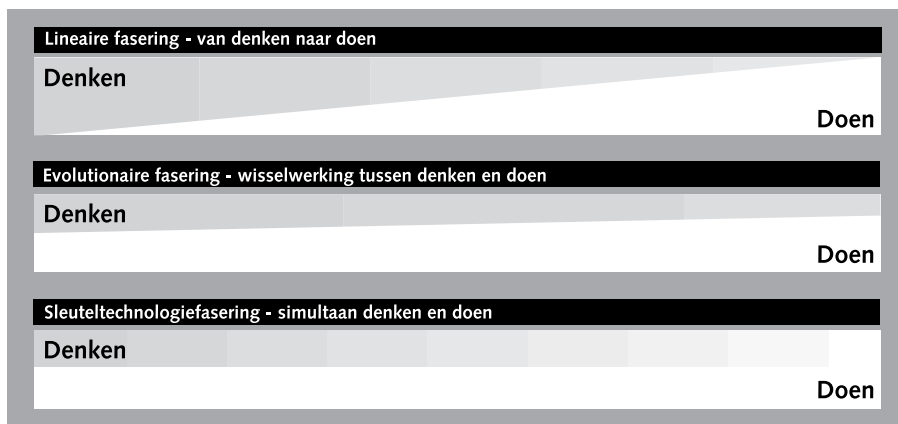 Lineaire fasering - van denken naar doen
Denken
Doen
Evolutionaire fasering - wisselwerking tussen denken en doen
Denken
Doen
Sleuteltechnologiefasering - simultaan denken en doen
Denken
Doen